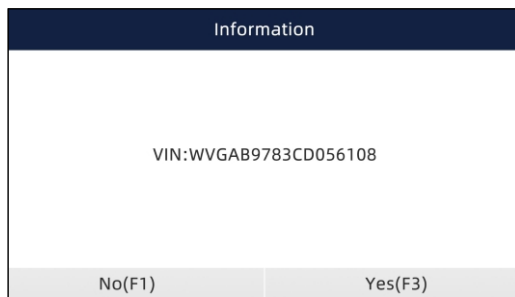 Information
VIN:WVGAB9783CD056108
No(F1)
Yes(F3)